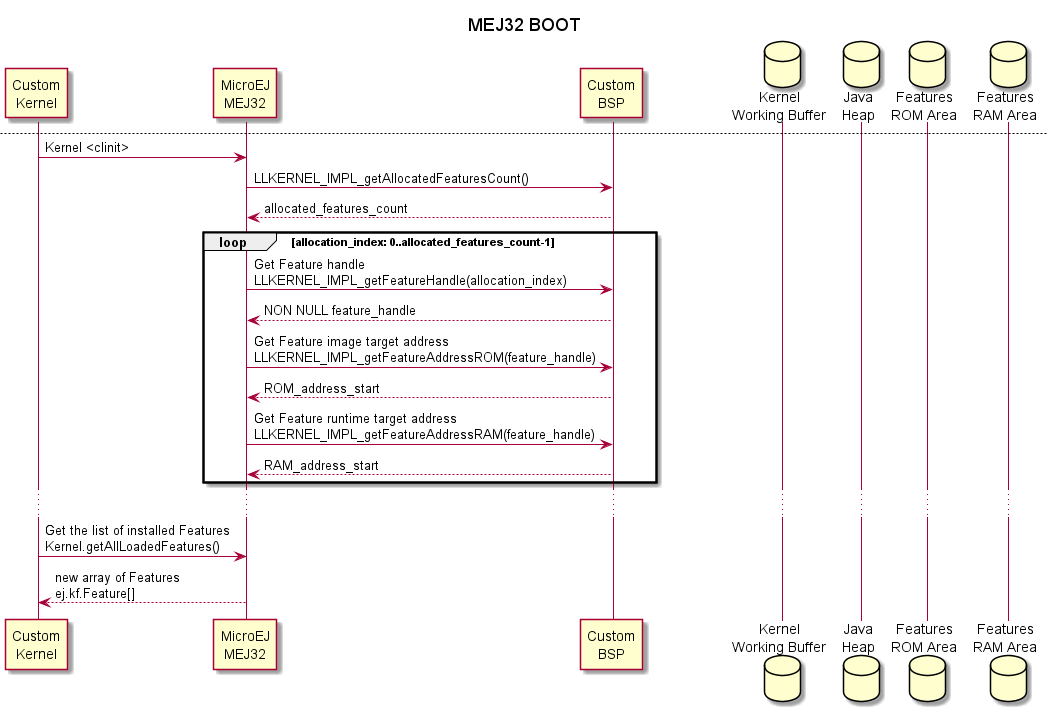 MEJ32 BOOT
Custom
Kernel
MicroEJ
MEJ32
Custom
BSP
Kernel
Working Buffer
Java
Heap
Features
ROM Area
Features
RAM Area
Kernel <clinit>
LLKERNEL_IMPL_getAllocatedFeaturesCount()
allocated_features_count
loop [allocation_index: 0..allocated_features_count-1]
Get Feature handle
LLKERNEL_IMPL_getFeatureHandle(allocation_index)
NON NULL feature_handle
Get Feature image target address
LLKERNEL_IMPL_getFeatureAddressROM(feature_handle)
ROM_address_start
Get Feature runtime target address
LLKERNEL_IMPL_getFeatureAddressRAM(feature_handle)
RAM_address_start
Get the list of installed Features
Kernel.getAllLoadedFeatures()
new array of Features
ej.kf.Feature[]
Custom
Kernel
MicroEJ
MEJ32
Custom
BSP
Kernel
Working Buffer
Java
Heap
Features
ROM Area
Features
RAM Area